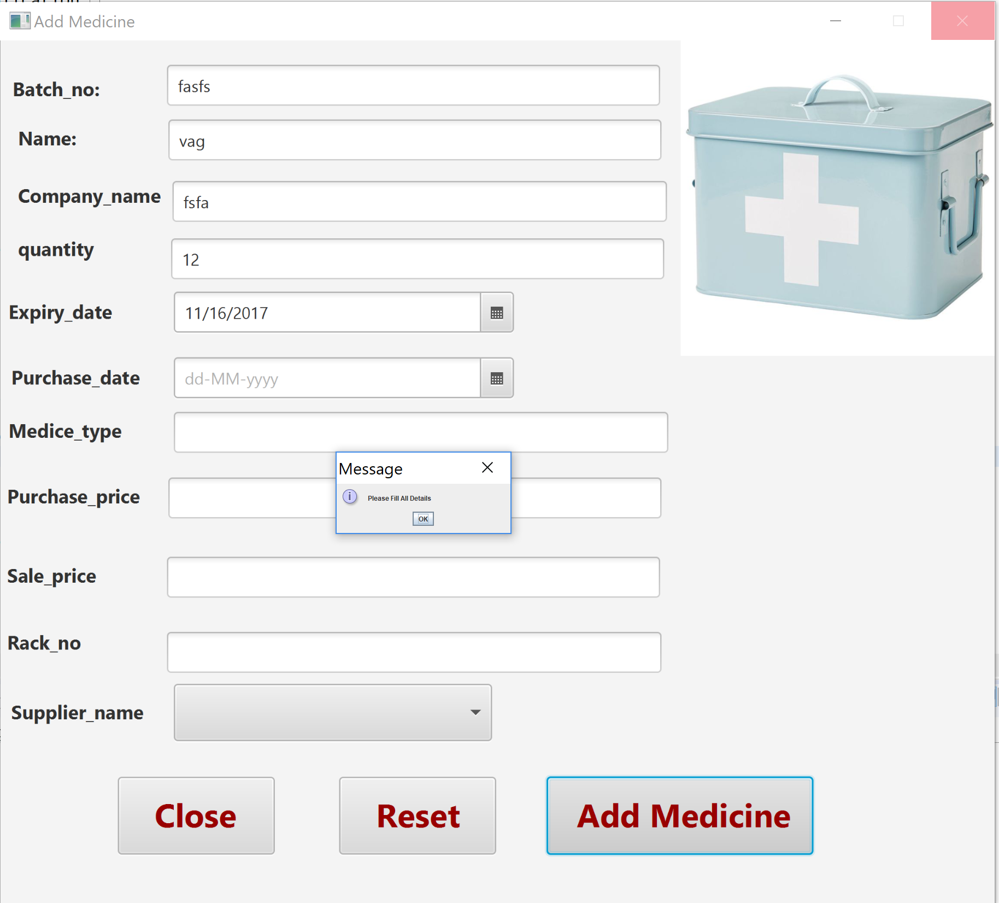 Add Medicine
Batch_no:
fasfs
Name:
vag
Company_name
fsfa
quantity
12
Expiry_date
11/16/2017
Purchase_date
dd-MM-yyyy
Medice_type
Message
Purchase_price
Please Fill All Details
OK
Sale_price
Rack_no
Supplier_name
Close
Reset
Add Medicine